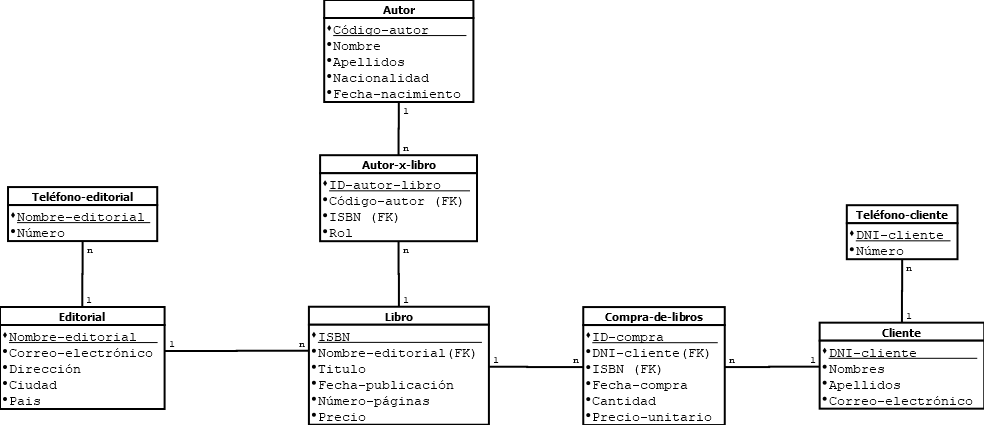 Autor
Código-autor
Nombre
Apellidos
Nacionalidad
Fecha-nacimiento
1
n
Autor-x-libro
ID-autor-libro
Código-autor (FK)
ISBN (FK)
Rol
n
1
Teléfono-editorial
Nombre-editorial
Número
n
1
Teléfono-cliente
DNI-cliente
Número
n
1
Editorial
Nombre-editorial
Correo-electrónico
Dirección
Ciudad
Pais
1
n
Libro
ISBN
Nombre-editorial(FK)
Titulo
Fecha-publicación
Número-páginas
Precio
1
n
Compra-de-libros
ID-compra
DNI-cliente(FK)
ISBN (FK)
Fecha-compra
Cantidad
Precio-unitario
n
1
Cliente
DNI-cliente
Nombres
Apellidos
Correo-electrónico